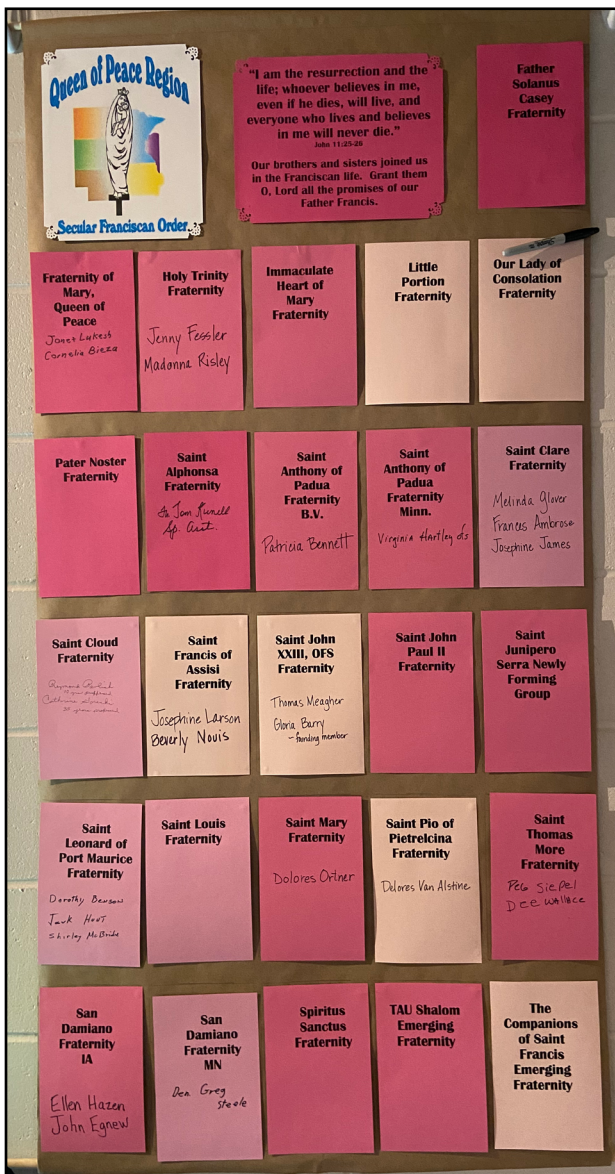 Queen of Peace Region
Secular Franciscan Order
"I am the resurrection and the
life; whoever believes in me,
even if he dies, will live, and
everyone who lives and believes
in me will never die."
John 11:25-26
Our brothers and sisters joined us
in the Franciscan life. Grant them
O, Lord all the promises of our
Father Francis.
Father
Solanus
Casey
Fraternity
Fraternity of
Mary,
Queen of
Peace
Janet Lukesh
Cornelia Bieza
Holy Trinity
Fraternity
Jenny Fessler
Madonna Risley
Immaculate
Heart of
Mary
Fraternity
Little
Portion
Fraternity
Our Lady of
Consolation
Fraternity
Pater Noster
Fraternity
Saint
Alphonsa
Fraternity
Tom
Sp. Asst.
Saint
Anthony of
Padua
Fraternity
B.V.
Patricia Bennett
Saint
Anthony of
Padua
Fraternity
Minn.
Virginia Hartley ofs
Saint Clare
Fraternity
Melinda Glover
Frances Ambrose
Josephine James
Saint Cloud
Fraternity
Raymond
Saint
Francis of
Assisi
Fraternity
Josephine Larson
Beverly Nouis
Saint John
XXIII, OFS
Fraternity
Thomas Meagher
Gloria Barry
- founding member
Saint John
Paul II
Fraternity
Saint
Junipero
Serra Newly
Forming
Group
Saint
Leonard of
Port Maurice
Fraternity
Dorothy Benson
Jack Hout
Shirley McBride
Saint Louis
Fraternity
Saint Mary
Fraternity
Dolores Ortner
Saint Pio of
Pietrelcina
Fraternity
Delores Van Alstine
Saint
Thomas
More
Fraternity
Peg Siepel
DEE Wallace
San
Damiano
Fraternity
IA
Ellen Hazen
John Egnew
San
Damiano
Fraternity
MN
Den Greg
Steele
Spiritus
Sanctus
Fraternity
TAU Shalom
Emerging
Fraternity
The
Companions
of Saint
Francis
Emerging
Fraternity